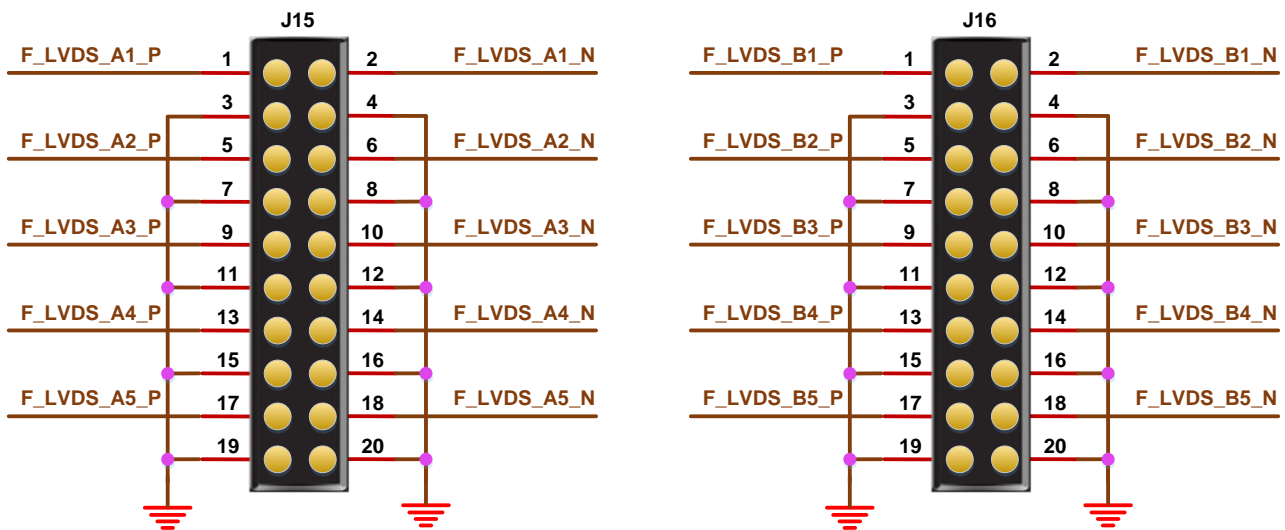 J15 J16
F_LVDS_A1_P 1 2 F_LVDS_A1_N F_LVDS_B1_P 1 2 F_LVDS_B1_N
3 4 3 4
F_LVDS_A2_P 5 6 F_LVDS_A2_N F_LVDS_B2_P 5 6 F_LVDS_B2_N
7 8 7 8
F_LVDS_A3_P 9 10 F_LVDS_A3_N F_LVDS_B3_P 9 10 F_LVDS_B3_N
11 12 11 12
F_LVDS_A4_P 13 14 F_LVDS_A4_N F_LVDS_B4_P 13 14 F_LVDS_B4_N
15 16 15 16
F_LVDS_A5_P 17 18 F_LVDS_A5_N F_LVDS_B5_P 17 18 F_LVDS_B5_N
19 20 19 20